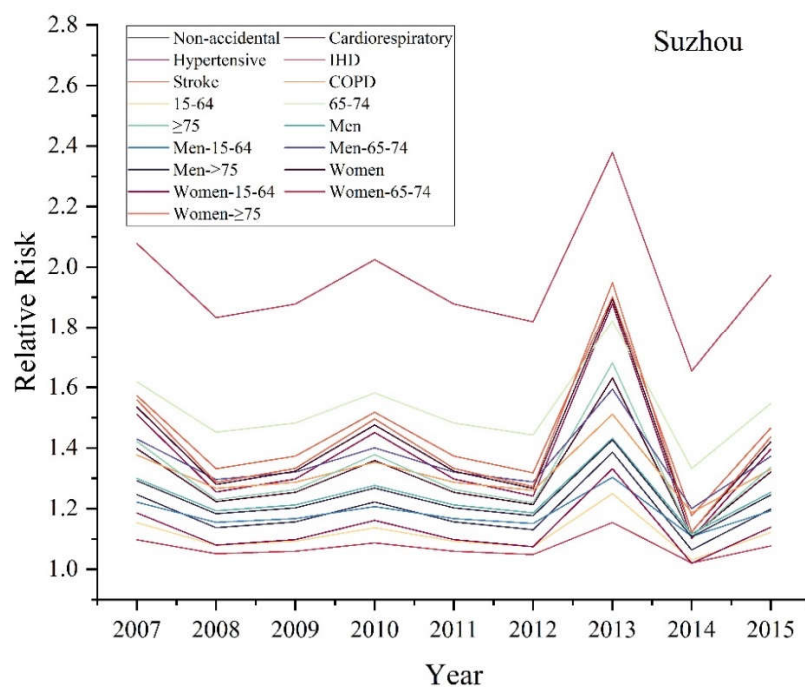 Suzhou
Non-accidental Cardiorespiratory
Hypertensive IHD
Stroke COPD
15-64 65-74
≥75 Men
Men-15-64 Men-65-74
Men->75 Women
Women-15-64 Women-65-74
Women-≥75
2.8
2.6
2.4
2.2
2.0
1.8
1.6
1.4
1.2
1.0
Relative Risk
2007 2008 2009 2010 2011 2012 2013 2014 2015
Year